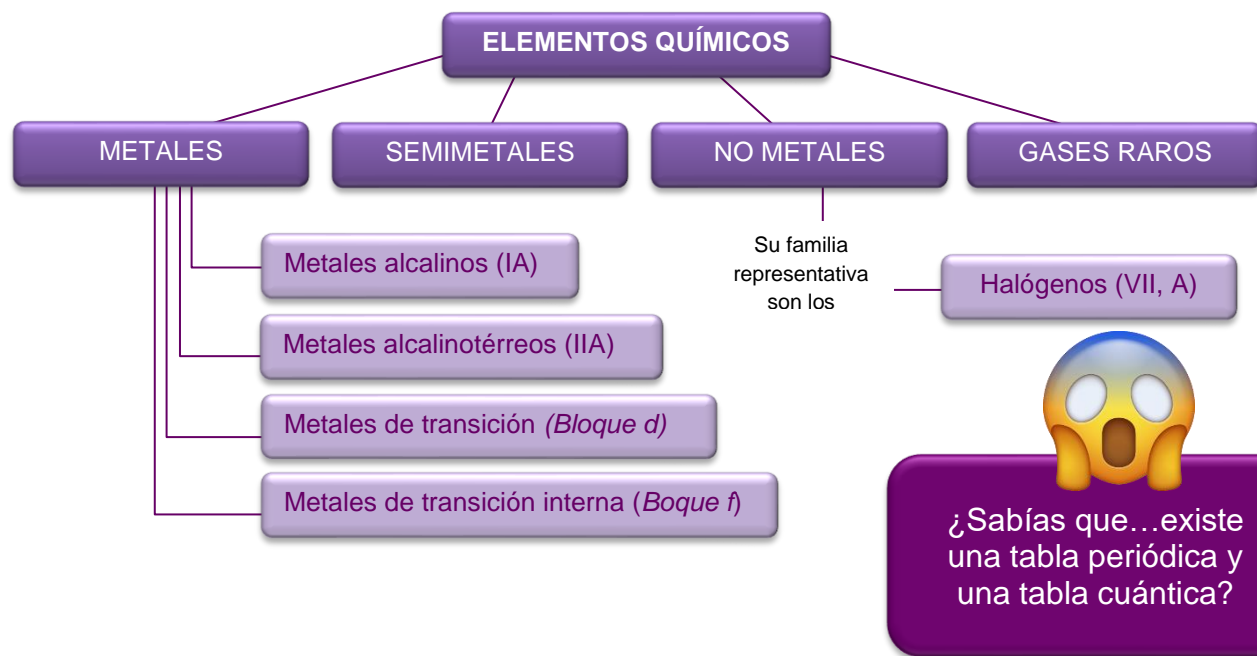 ELEMENTOS QUÍMICOS
METALES
SEMIMETALES
NO METALES
GASES RAROS
Metales alcalinos (IA)
Metales alcalinotérreos (IIA)
Metales de transición (Bloque d)
Metales de transición interna (Boque f)
Su familia
representativa
son los
Halógenos (VII, A)
¿Sabías que…existe
una tabla periódica y
una tabla cuántica?